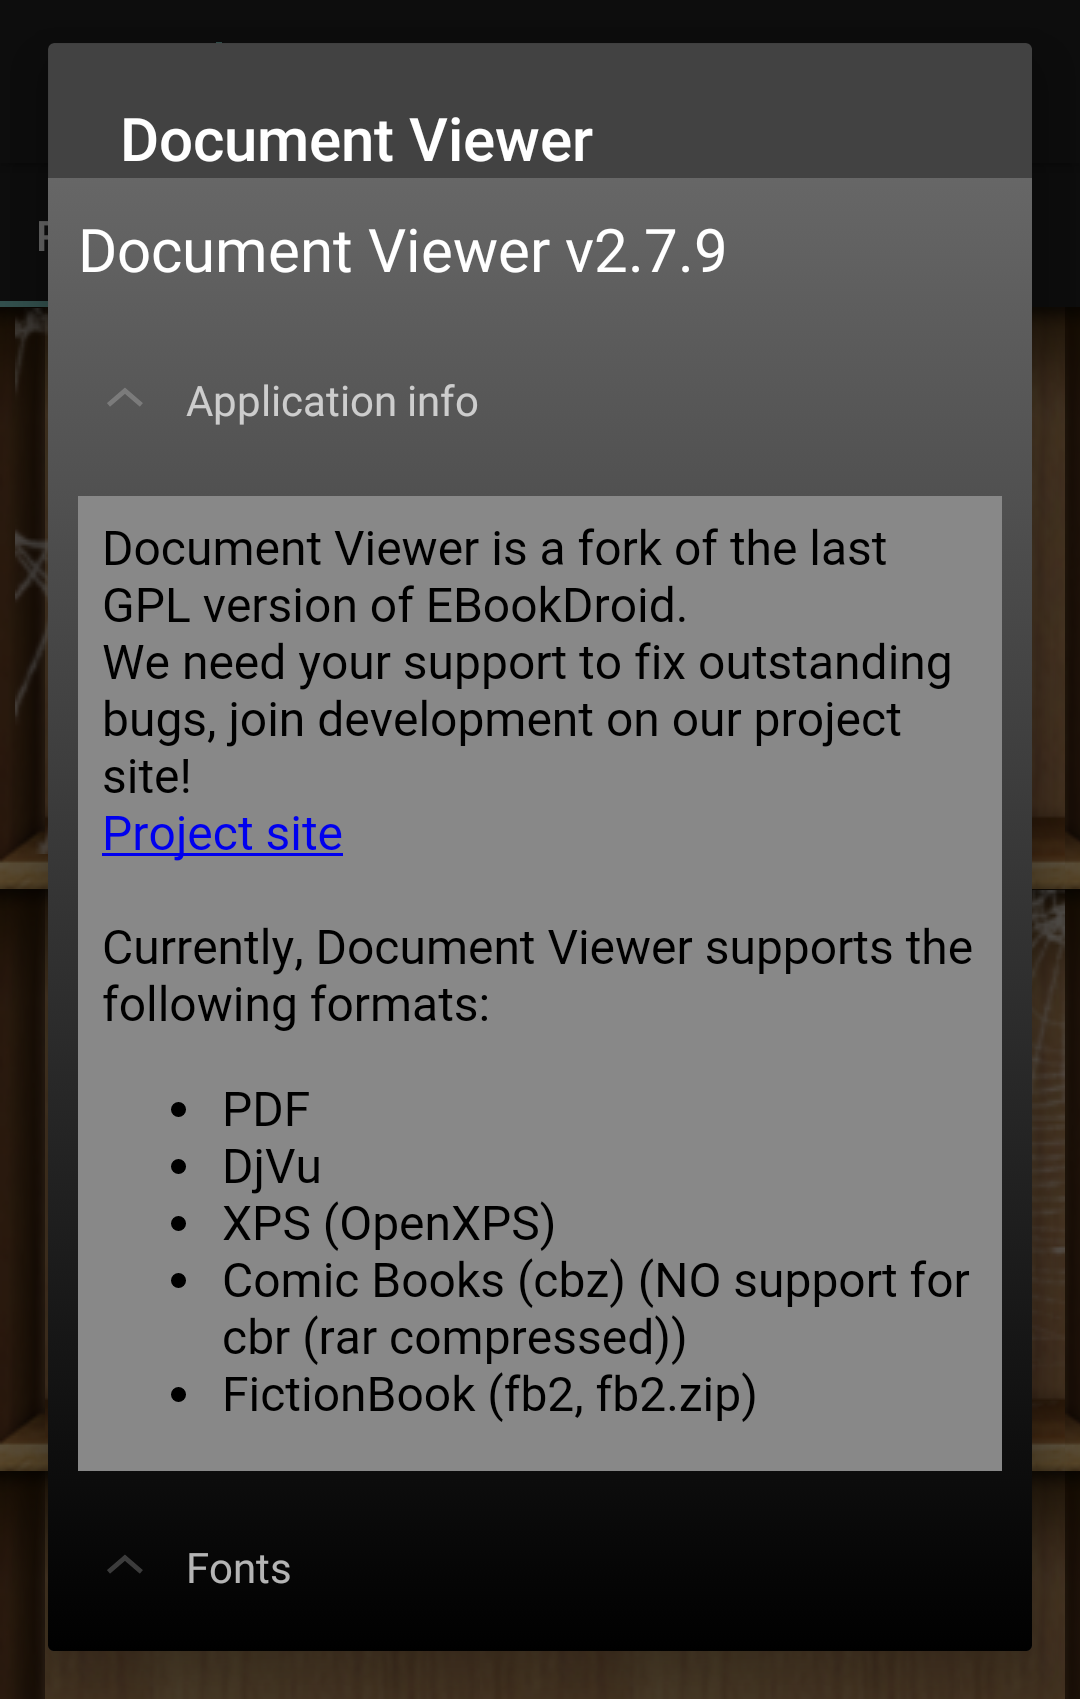 Document Viewer
Document Viewer v2.7.9
Application info
Document Viewer is a fork of the last
GPL version of EBookDroid.
We need your support to fix outstanding
bugs, join development on our project
site!
Project site
Currently, Document Viewer supports the
following formats:
• PDF
• DjVu
• XPS (OpenXPS)
• Comic Books (cbz) (NO support for
cbr (rar compressed))
• FictionBook (fb2, fb2.zip)
Fonts